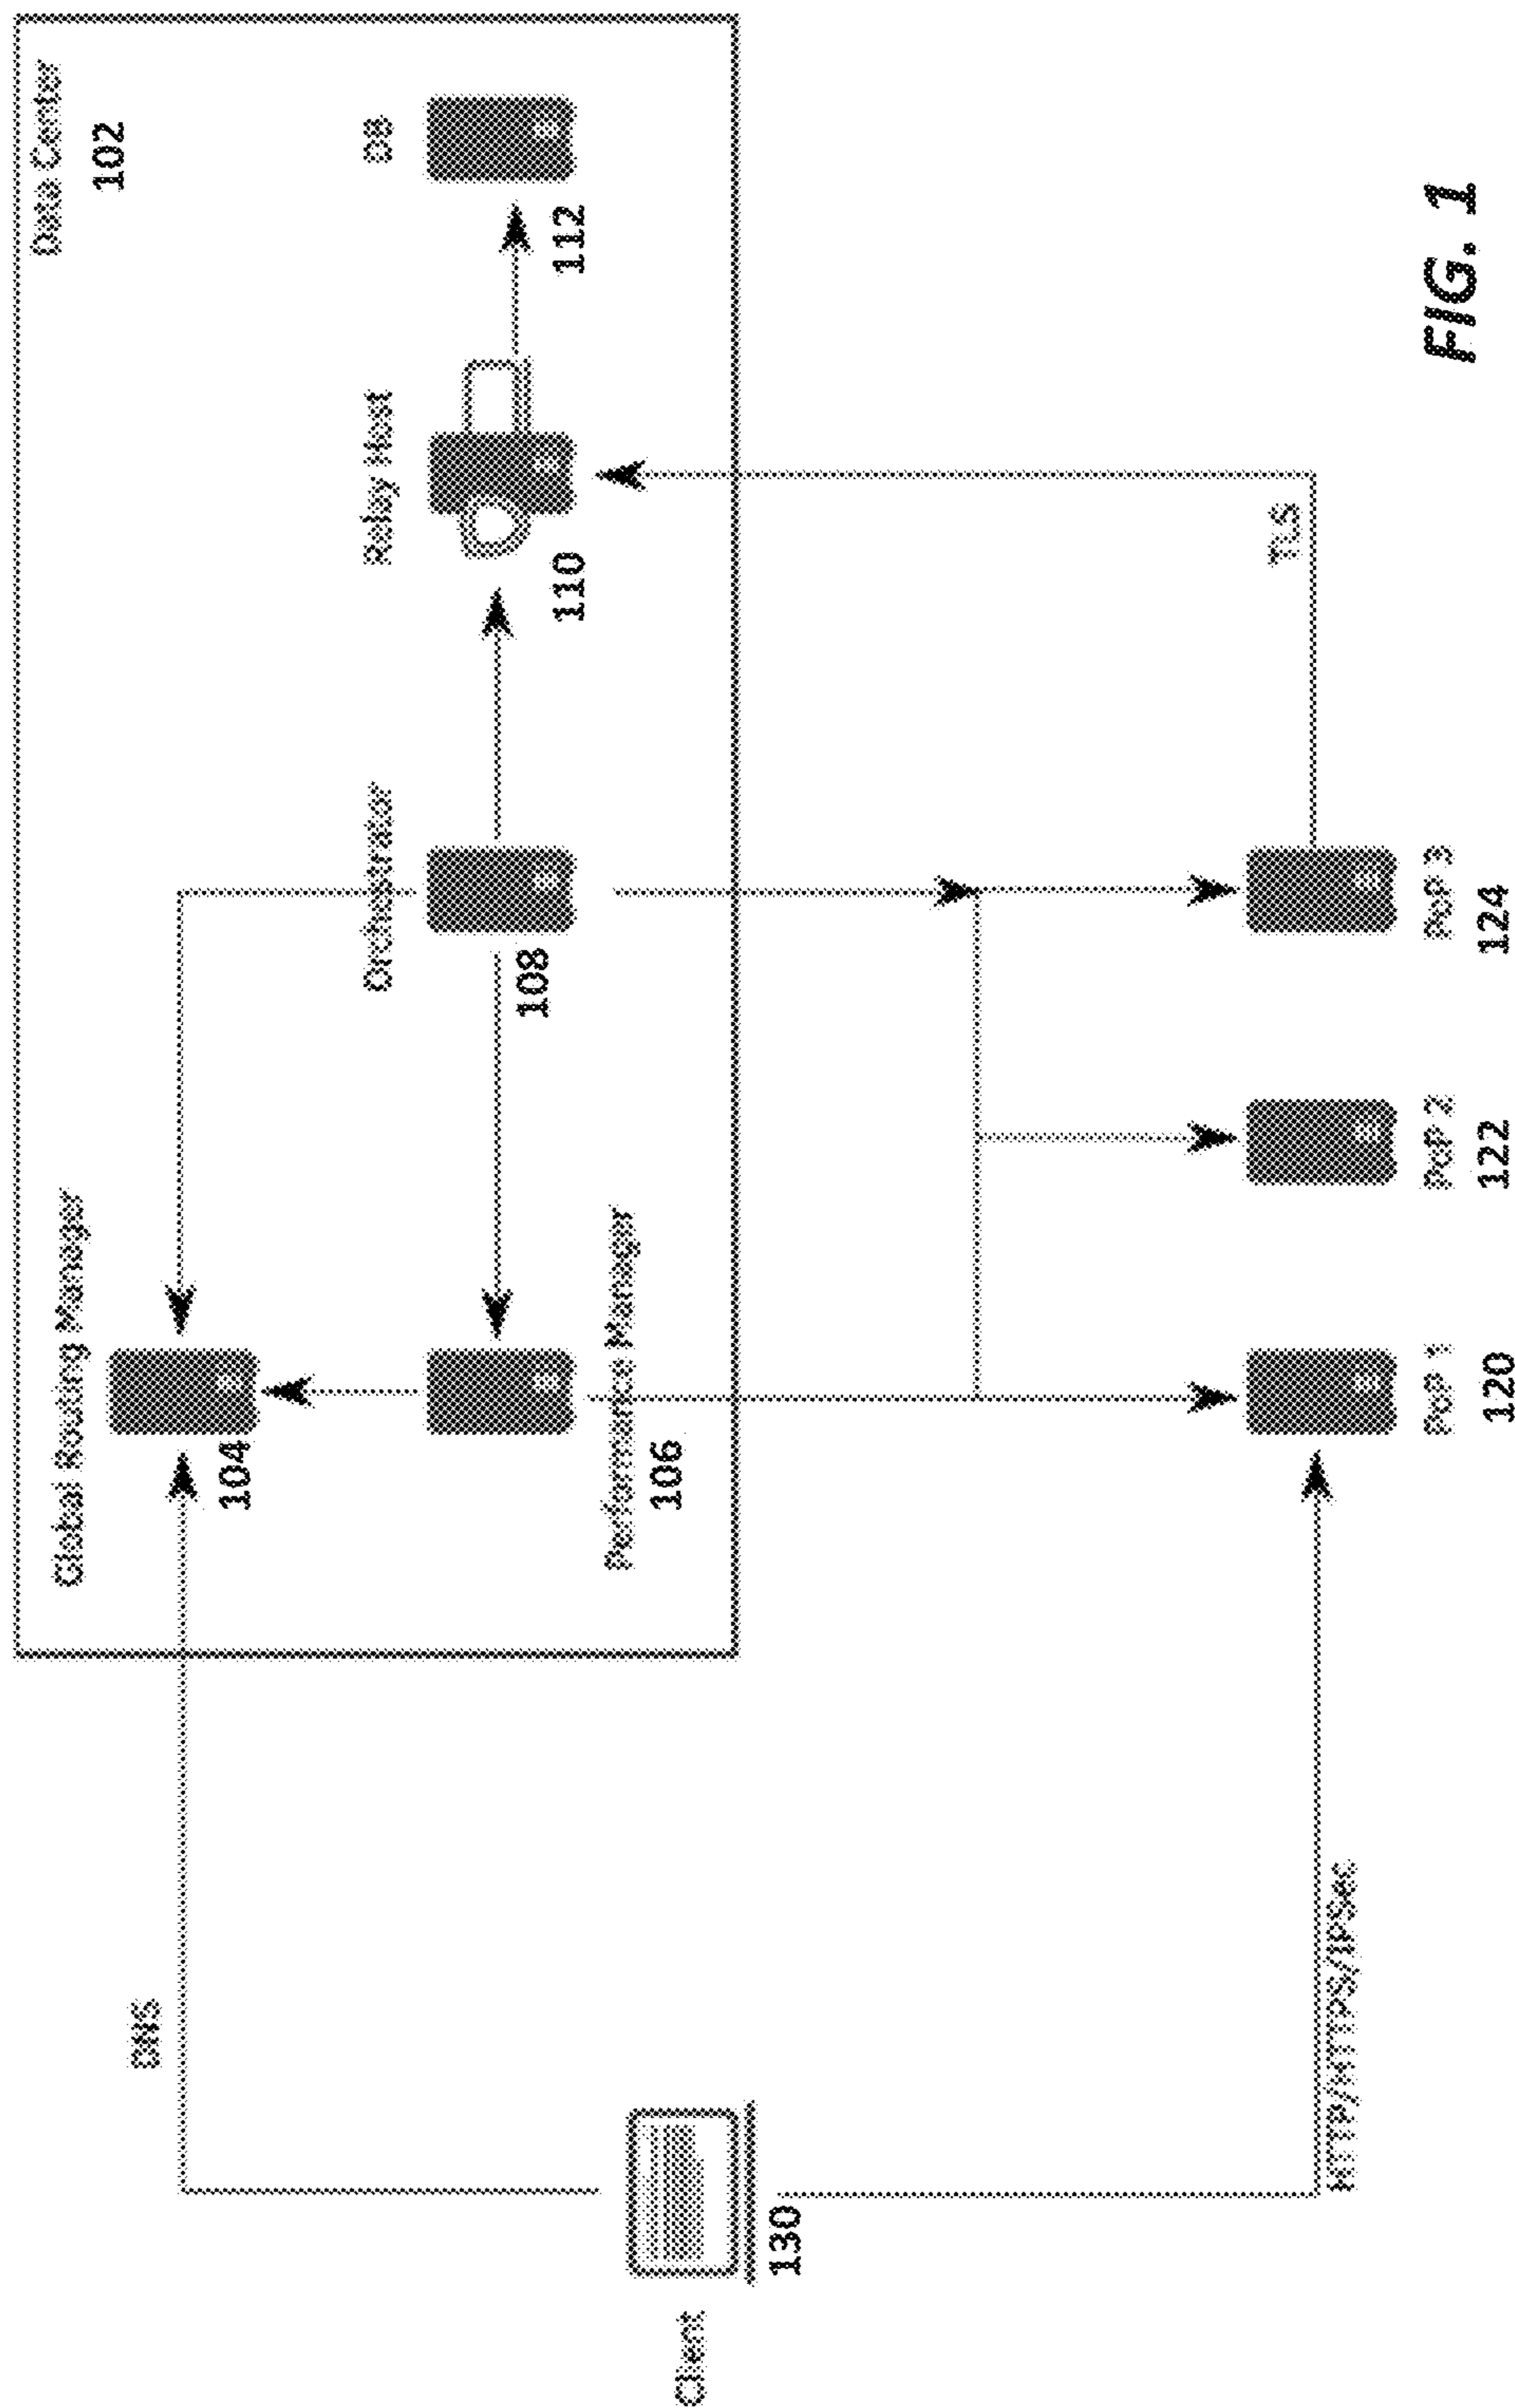 Data Center
102
Global Routing Manager
104
DNS
Orchestrator
108
Relay Host
110
DB
112
Performance Manager
106
Client
130
TLS
HTTP/HTTPS/IPSec
PoP 1
120
PoP 2
122
PoP 3
124
FIG. 1